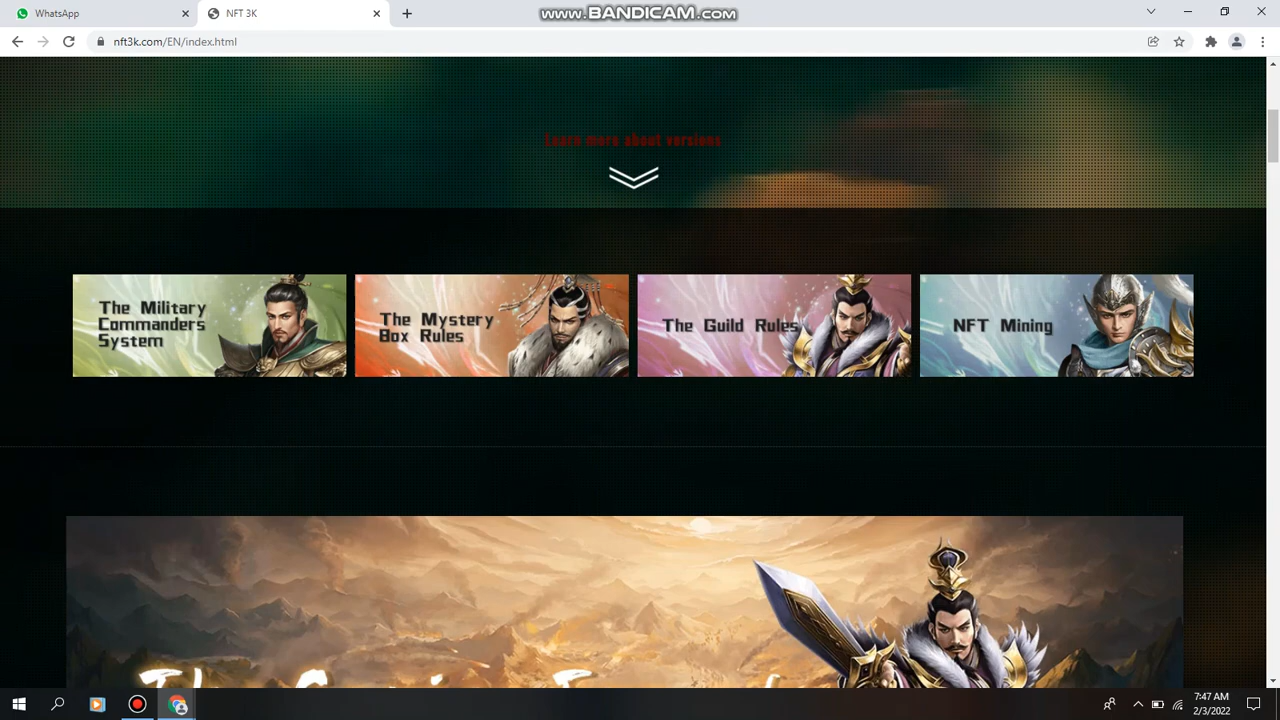 WhatsApp
NFT 3K
www.BANDICAM.com
nft3k.com/EN/index.html
Learn more about versions
The Military
Commanders
System
The Mystery
Box Rules
The Guild Rules
NFT Mining
7:47 AM
2/3/2022